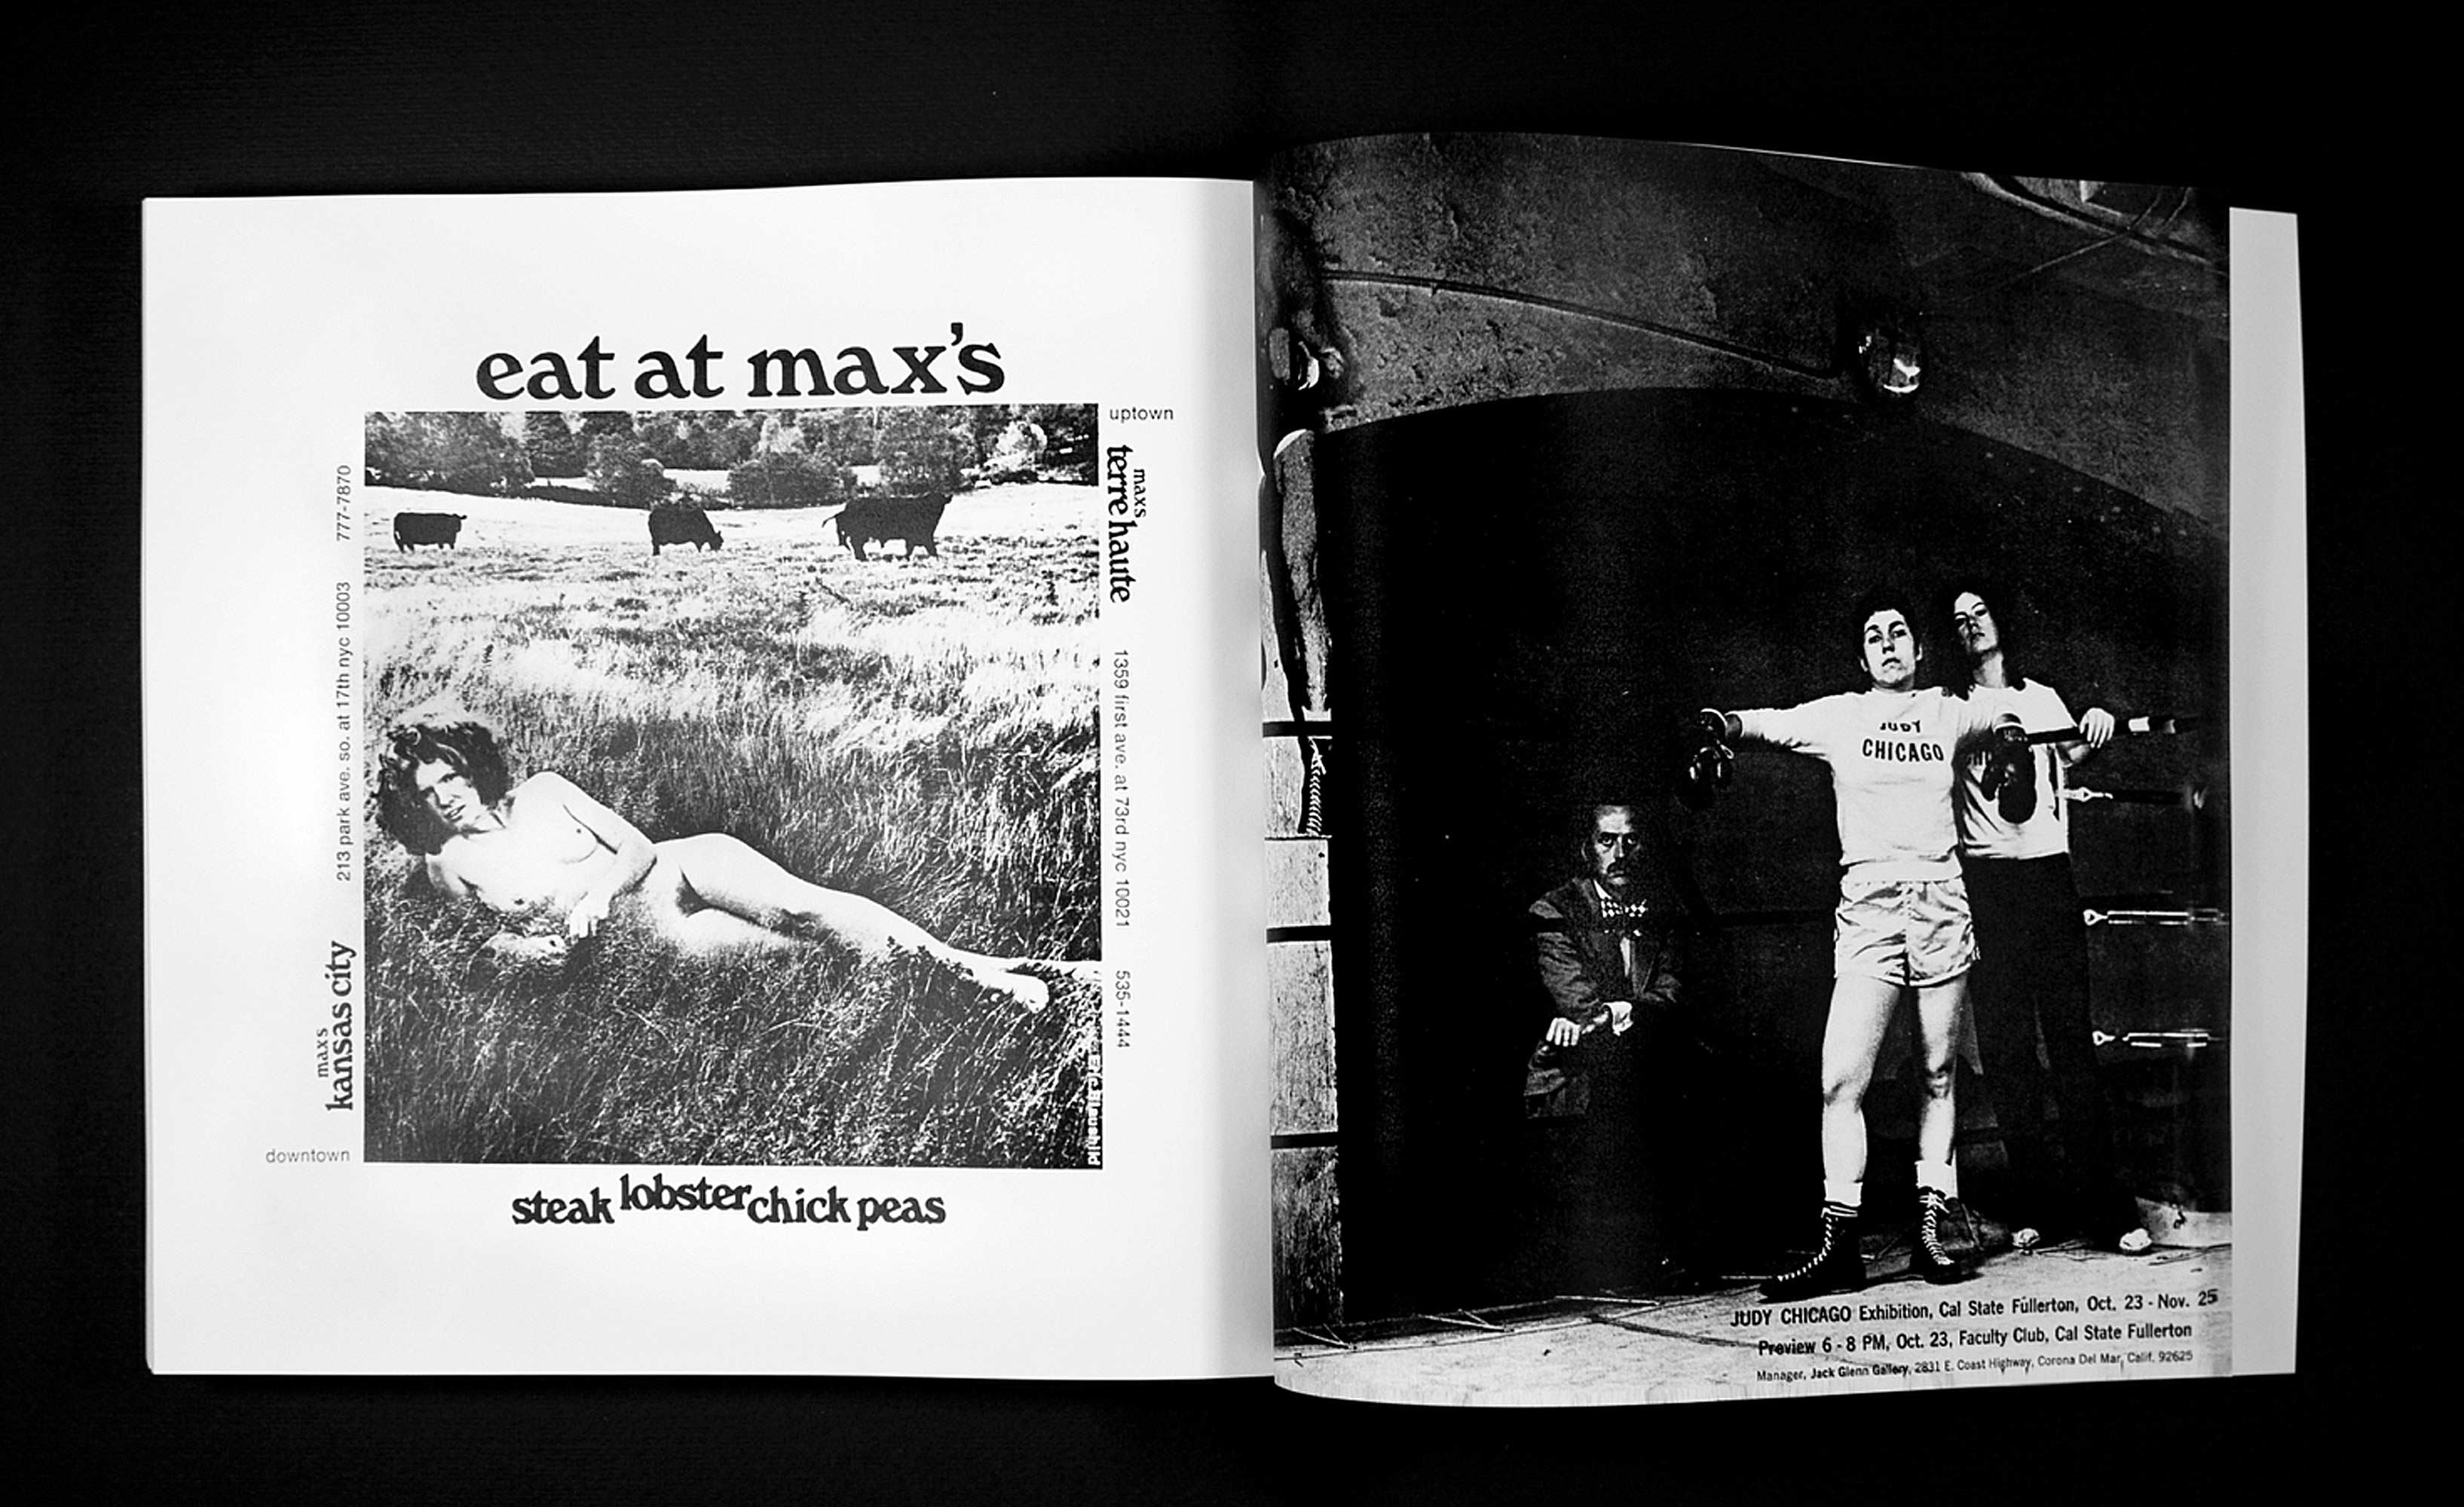 eat at max's
uptown
max's
terre haute
1359 first ave. at 73rd nyc 10021
535-1444
777-7870
213 park ave. so. at 17th nyc 10003
max's
kansas city
downtown
steak lobster chick peas
JUDY
CHICAGO
JUDY CHICAGO Exhibition, Cal State Fullerton, Oct. 23 - Nov. 25
Preview 6 - 8 PM, Oct. 23, Faculty Club, Cal State Fullerton
Manager, Jack Glenn Gallery, 2831 E. Coast Highway, Corona Del Mar, Calif. 92625